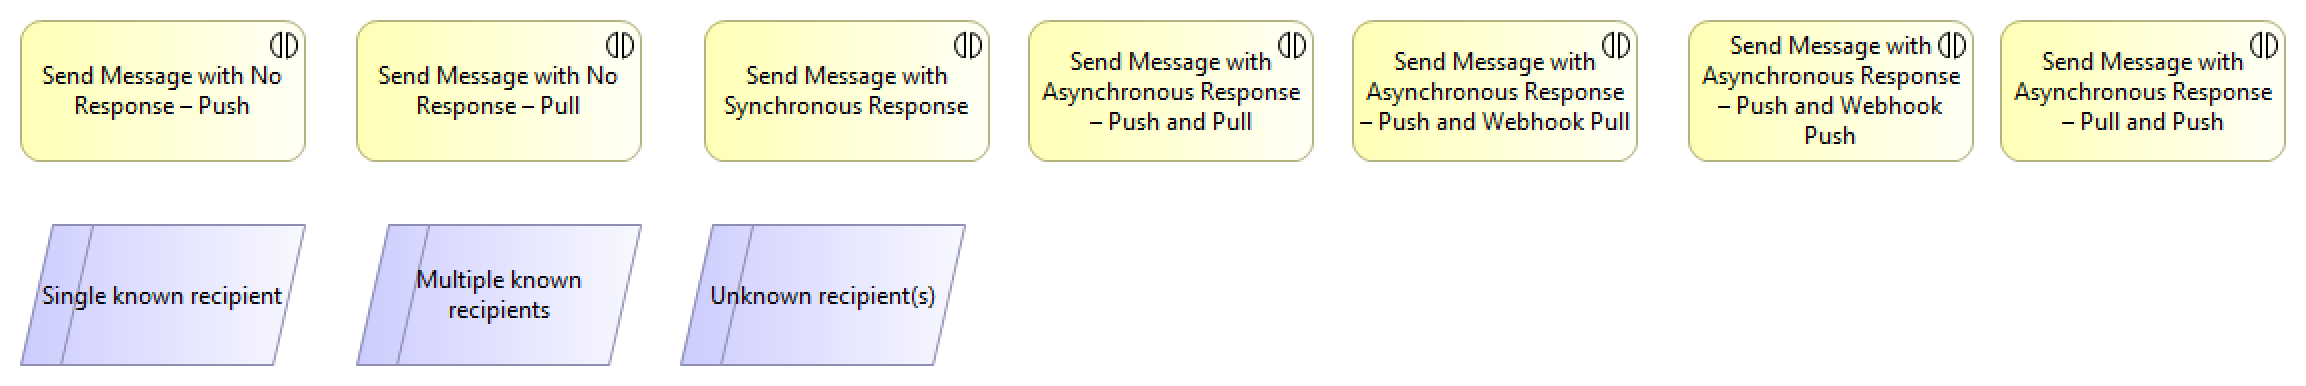 Send Message with No
Response – Push
Send Message with No
Response – Pull
Send Message with
Synchronous Response
Send Message with
Asynchronous Response
– Push and Pull
Send Message with
Asynchronous Response
– Push and Webhook Pull
Send Message with
Asynchronous Response
– Push and Webhook
Push
Send Message with
Asynchronous Response
– Pull and Push
Single known recipient
Multiple known
recipients
Unknown recipient(s)